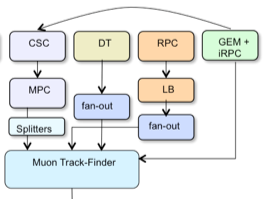 CSC
DT
RPC
GEM +
iRPC
MPC
LB
fan-out
Splitters
fan-out
Muon Track-Finder